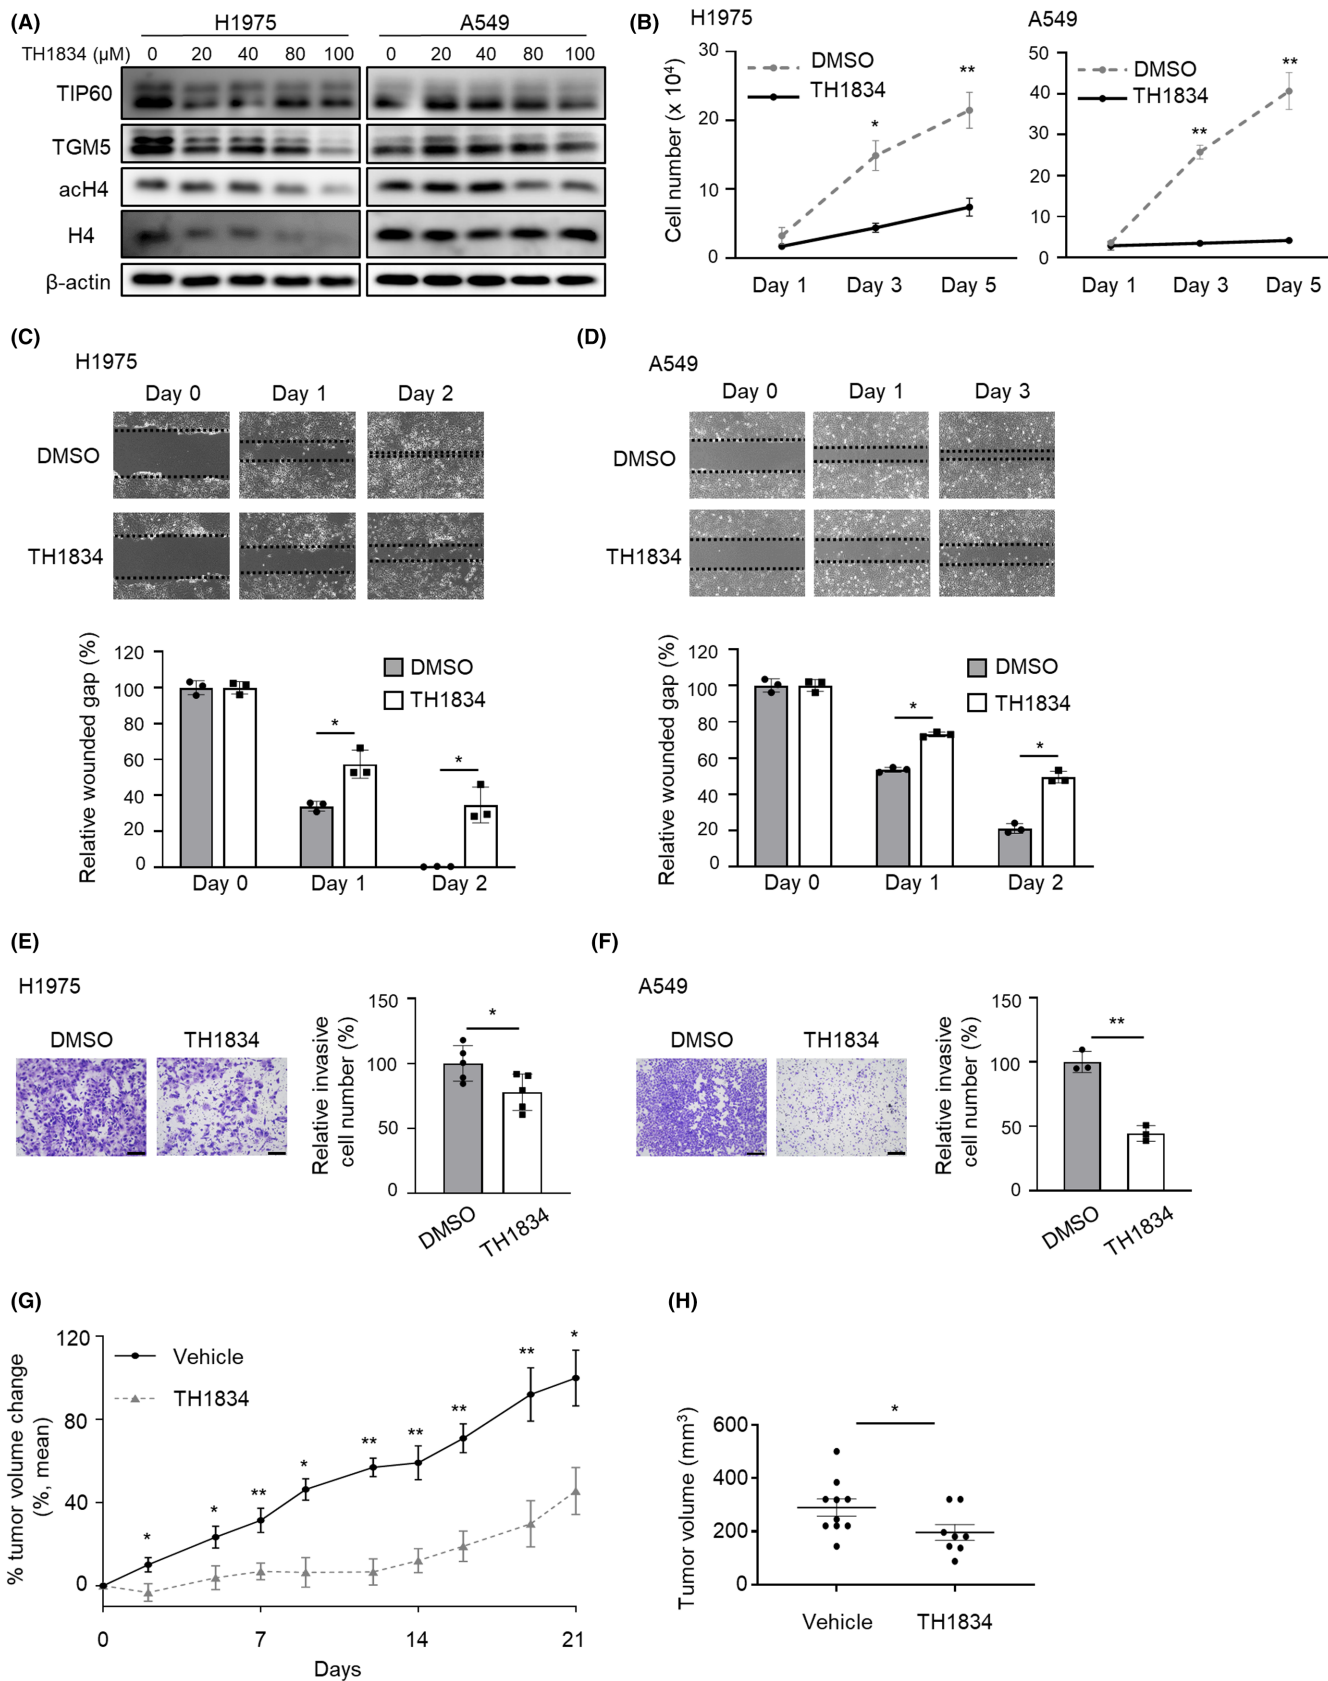 (A)
H1975 A549
TH1834 (μM) 0 20 40 80 100 0 20 40 80 100
TIP60
TGM5
acH4
H4
β-actin
(B)
H1975
Cell number (x 10⁴)
30
20
10
0
DMSO
TH1834
*
**
Day 1 Day 3 Day 5
A549
50
40
30
20
10
0
DMSO
TH1834
**
**
Day 1 Day 3 Day 5
(C)
H1975
Day 0 Day 1 Day 2
DMSO
TH1834
Relative wounded gap (%)
120
100
80
60
40
20
0
DMSO
TH1834
*
*
Day 0 Day 1 Day 2
(D)
A549
Day 0 Day 1 Day 3
DMSO
TH1834
Relative wounded gap (%)
120
100
80
60
40
20
0
DMSO
TH1834
*
*
Day 0 Day 1 Day 2
(E)
H1975
DMSO TH1834
Relative invasive
cell number (%)
150
100
50
0
*
DMSO TH1834
(F)
A549
DMSO TH1834
Relative invasive
cell number (%)
150
100
50
0
**
DMSO TH1834
(G)
% tumor volume change
(%, mean)
120
80
40
0
Vehicle
TH1834
* * ** * ** ** ** ** *
0 7 14 21
Days
(H)
Tumor volume (mm³)
600
400
200
0
*
Vehicle TH1834